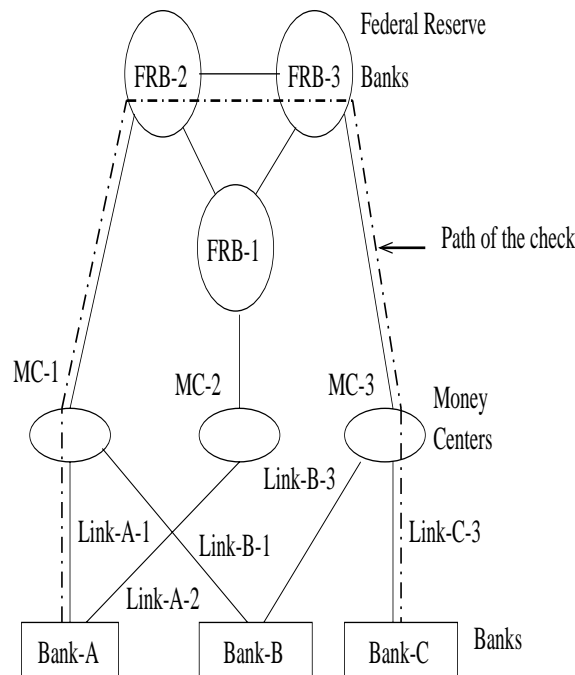 Federal Reserve
FRB-2
FRB-3
Banks
FRB-1
Path of the check
MC-1
MC-2
MC-3
Money
Centers
Link-B-3
Link-A-1
Link-B-1
Link-C-3
Link-A-2
Bank-A
Bank-B
Bank-C
Banks